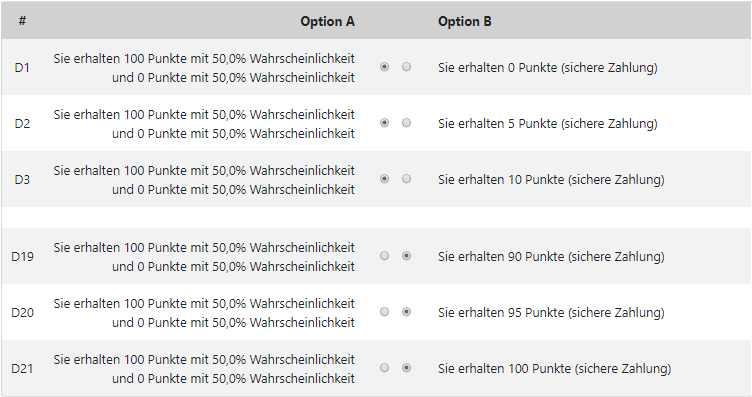 # Option A Option B
D1 Sie erhalten 100 Punkte mit 50,0% Wahrscheinlichkeit
und 0 Punkte mit 50,0% Wahrscheinlichkeit
Sie erhalten 0 Punkte (sichere Zahlung)
D2 Sie erhalten 100 Punkte mit 50,0% Wahrscheinlichkeit
und 0 Punkte mit 50,0% Wahrscheinlichkeit
Sie erhalten 5 Punkte (sichere Zahlung)
D3 Sie erhalten 100 Punkte mit 50,0% Wahrscheinlichkeit
und 0 Punkte mit 50,0% Wahrscheinlichkeit
Sie erhalten 10 Punkte (sichere Zahlung)
D19 Sie erhalten 100 Punkte mit 50,0% Wahrscheinlichkeit
und 0 Punkte mit 50,0% Wahrscheinlichkeit
Sie erhalten 90 Punkte (sichere Zahlung)
D20 Sie erhalten 100 Punkte mit 50,0% Wahrscheinlichkeit
und 0 Punkte mit 50,0% Wahrscheinlichkeit
Sie erhalten 95 Punkte (sichere Zahlung)
D21 Sie erhalten 100 Punkte mit 50,0% Wahrscheinlichkeit
und 0 Punkte mit 50,0% Wahrscheinlichkeit
Sie erhalten 100 Punkte (sichere Zahlung)